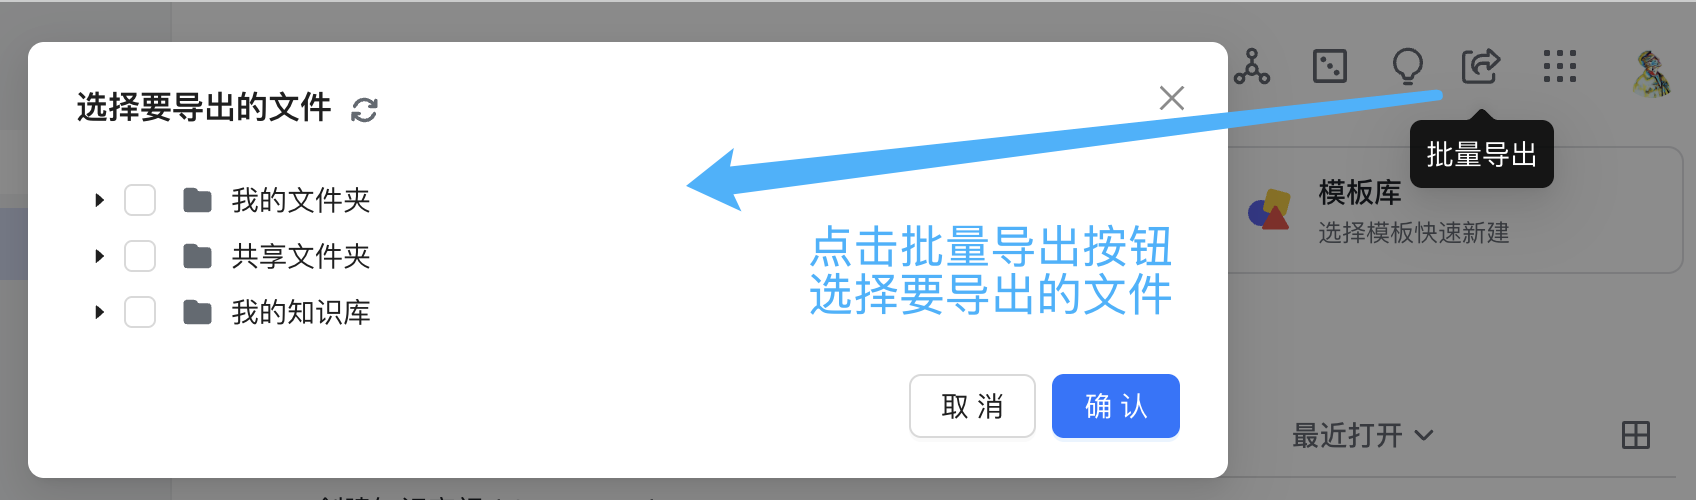 选择要导出的文件
我的文件夹
共享文件夹
我的知识库
点击批量导出按钮
选择要导出的文件
取 消
确 认
批量导出
模板库
选择模板快速新建
最近打开